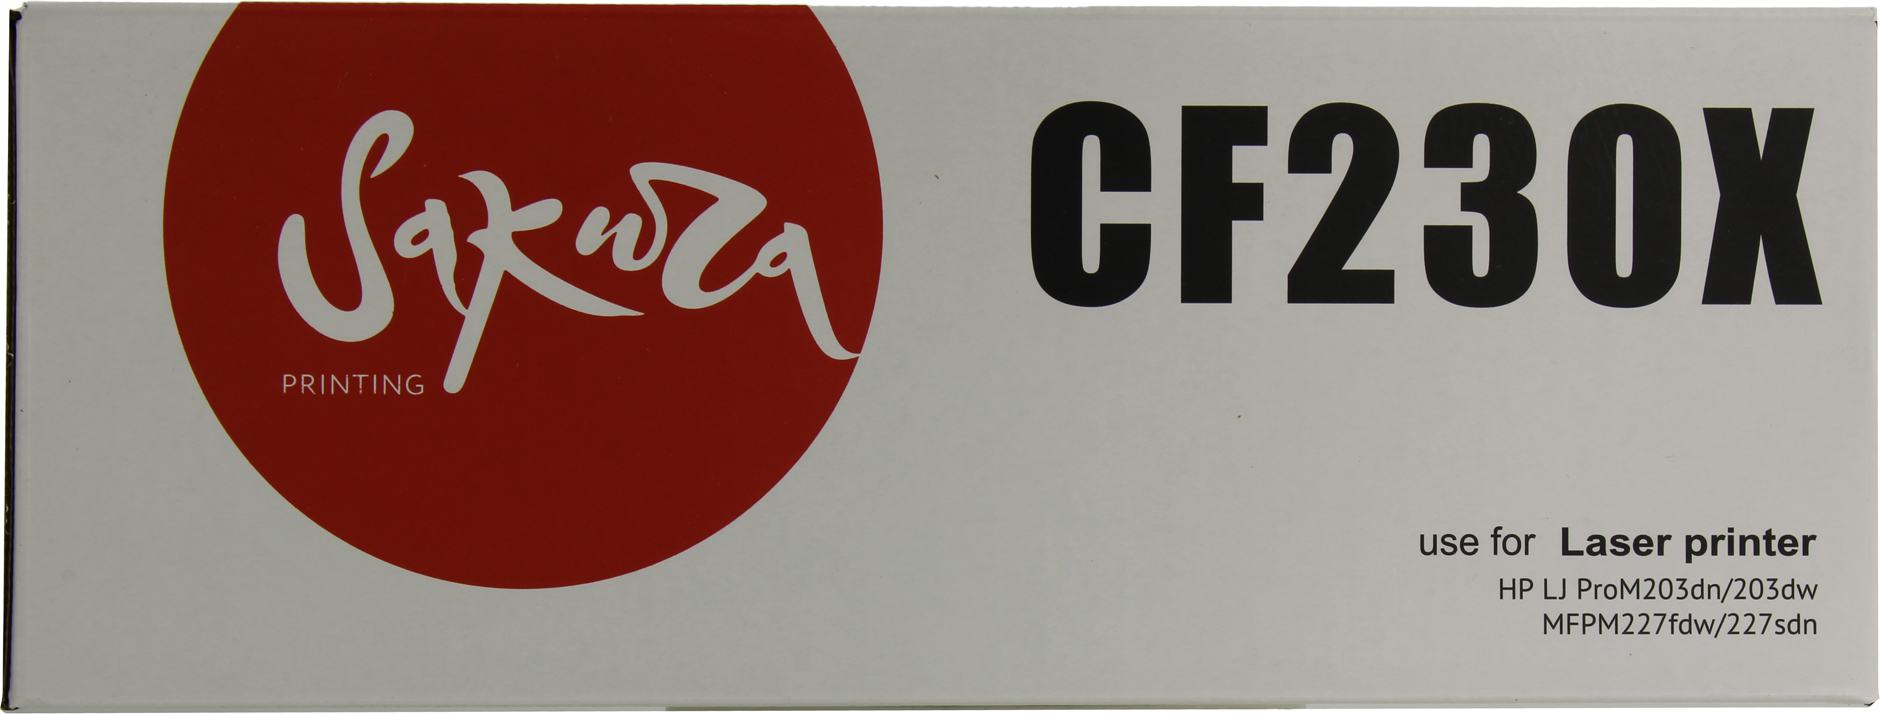 Sakura
PRINTING
CF230X
use for Laser printer
HP LJ ProM203dn/203dw
MFPM227fdw/227sdn